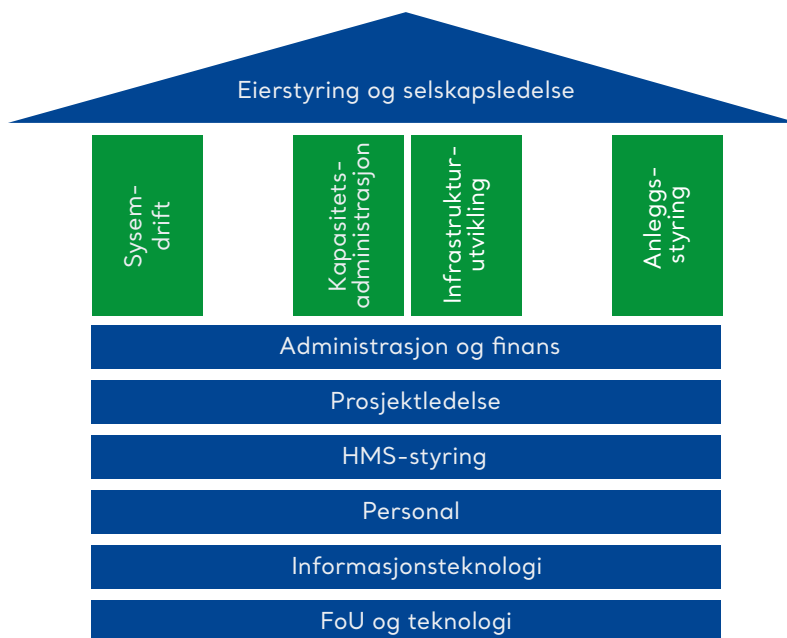 Eierstyring og selskapsledelse
Sysem-
drift
Kapasitets-
administrasjon
Infrastruktur-
utvikling
Anleggs-
styring
Administrasjon og finans
Prosjektledelse
HMS-styring
Personal
Informasjonsteknologi
FoU og teknologi